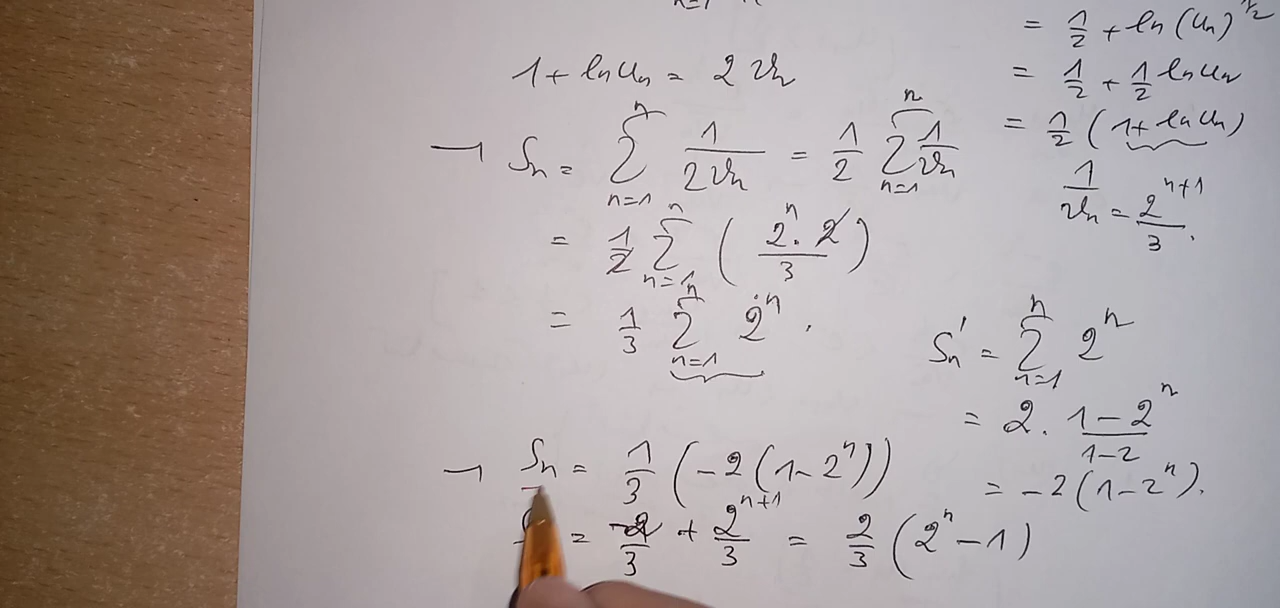 n=1
1 + ln Un = 2 Vn
→ Sn = Σ_{n=1}^{n} 1/(2Vn) = 1/2 Σ_{n=1}^{n} 1/Vn
= 1/2 Σ_{n=1}^{n} (2^n · 2 / 3)
= 1/3 Σ_{n=1}^{n} 2^n .
→ Sn = 1/3 (-2(1-2^n))
= -2/3 + 2^{n+1}/3 = 2/3 (2^n - 1)
= 1/2 + ln(Un)^{1/2}
= 1/2 + 1/2 ln Un
= 1/2 (1 + ln Un)
1/Vn = 2^{n+1}/3 .
S'n = Σ_{n=1}^{n} 2^n
= 2 · (1-2^n)/(1-2)
= -2(1-2^n).